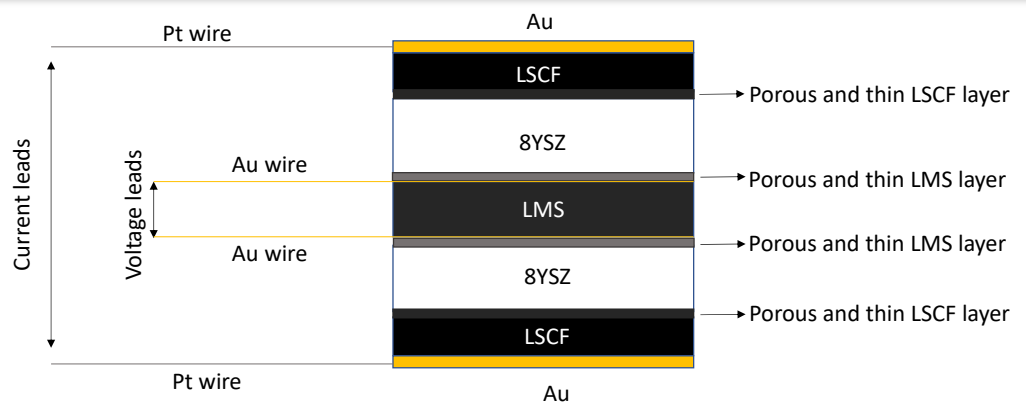 Au
Pt wire
LSCF
Porous and thin LSCF layer
8YSZ
Au wire
Porous and thin LMS layer
Current leads
Voltage leads
LMS
Porous and thin LMS layer
Au wire
8YSZ
Porous and thin LSCF layer
LSCF
Pt wire
Au